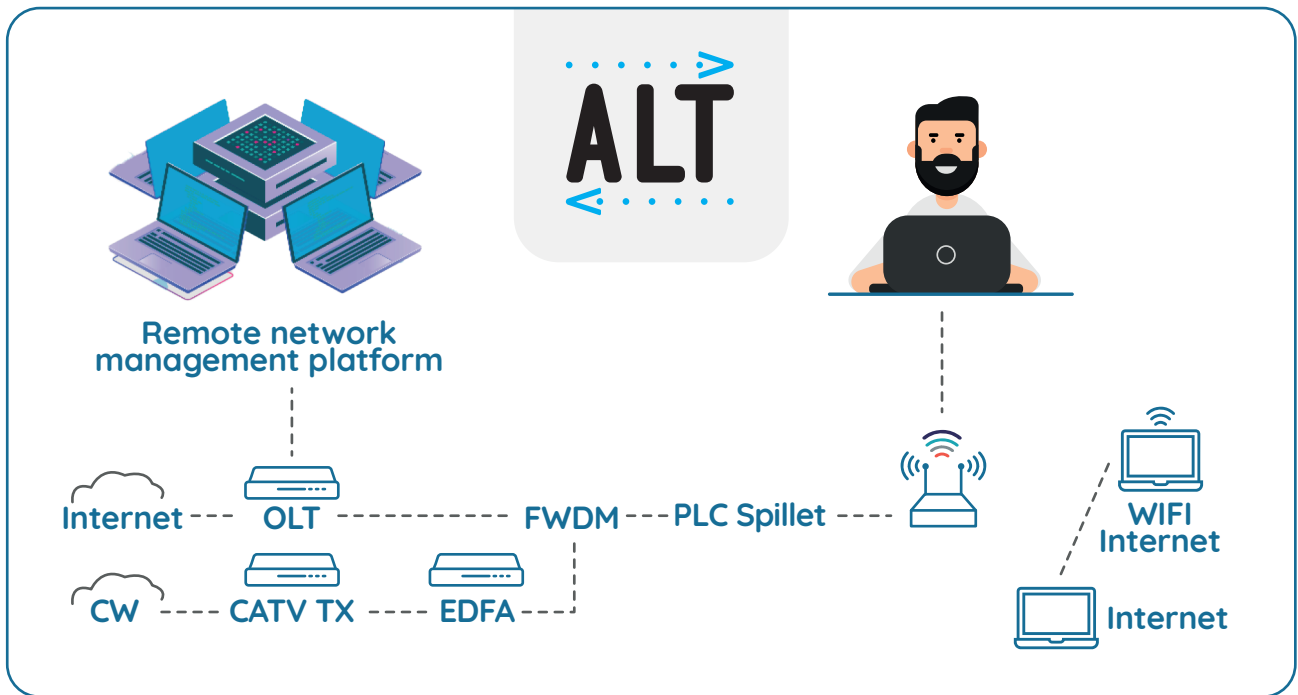 ALT
Remote network
management platform
Internet
OLT
FWDM
PLC Spillet
WIFI
Internet
CW
CATV TX
EDFA
Internet